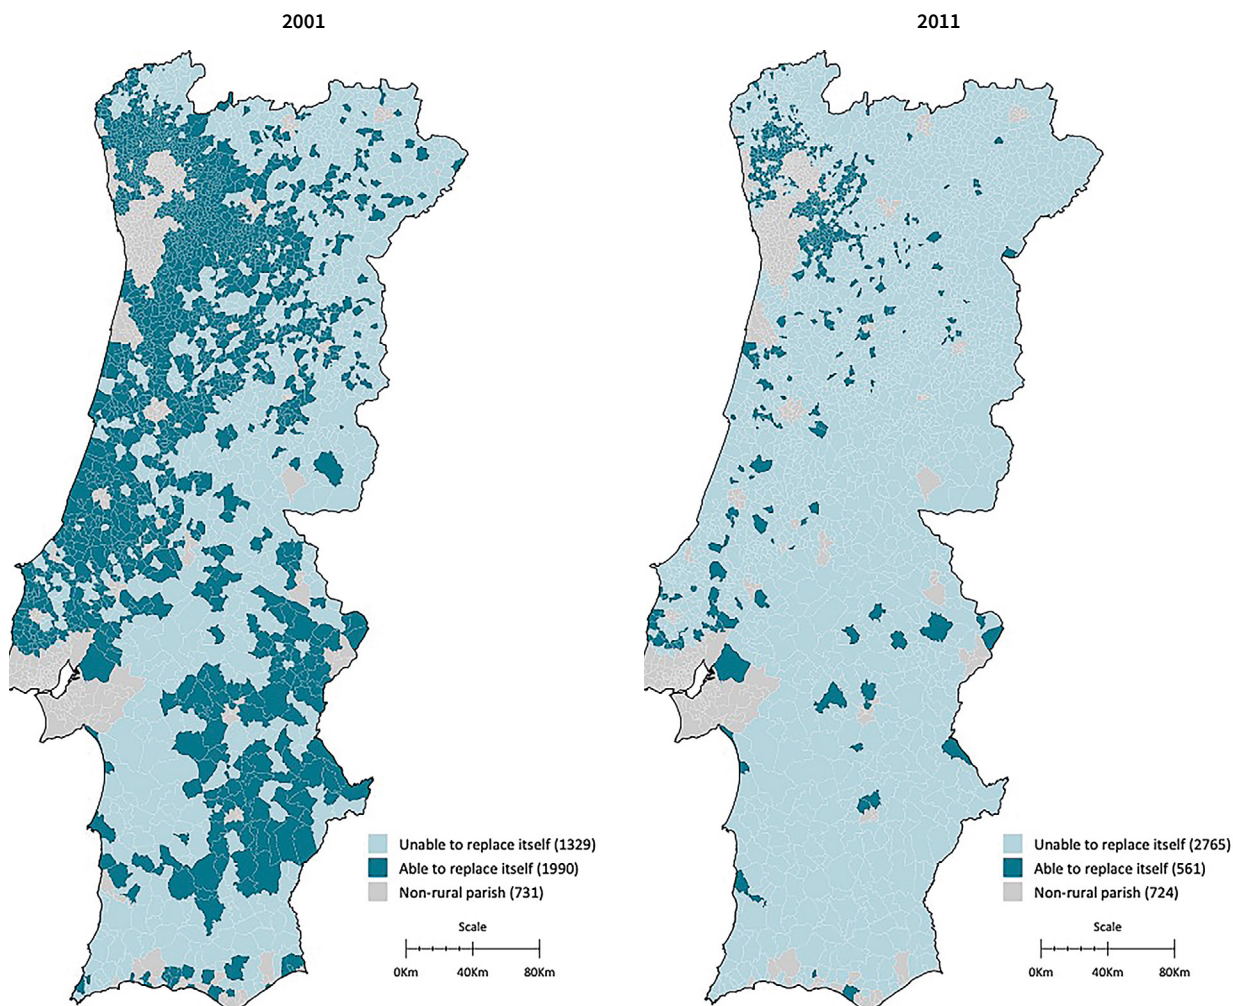 2001
2011
Unable to replace itself (1329)
Able to replace itself (1990)
Non-rural parish (731)
Scale
0Km 40Km 80Km
Unable to replace itself (2765)
Able to replace itself (561)
Non-rural parish (724)
Scale
0Km 40Km 80Km